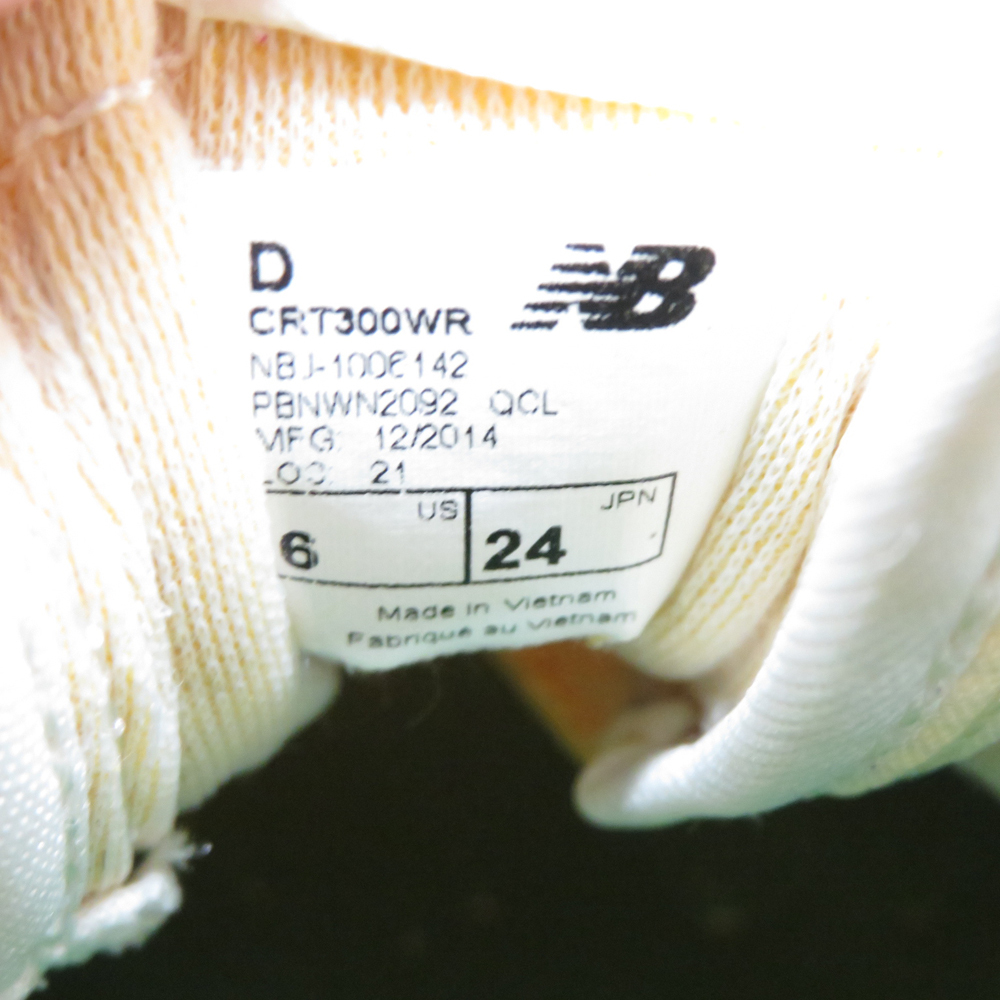 D
NB
CRT300WR
NBJ-1006142
PBNWN2092 QCL
MFG: 12/2014
LOC: 21
US JPN
6 24
Made in Vietnam
Fabriqué au Vietnam